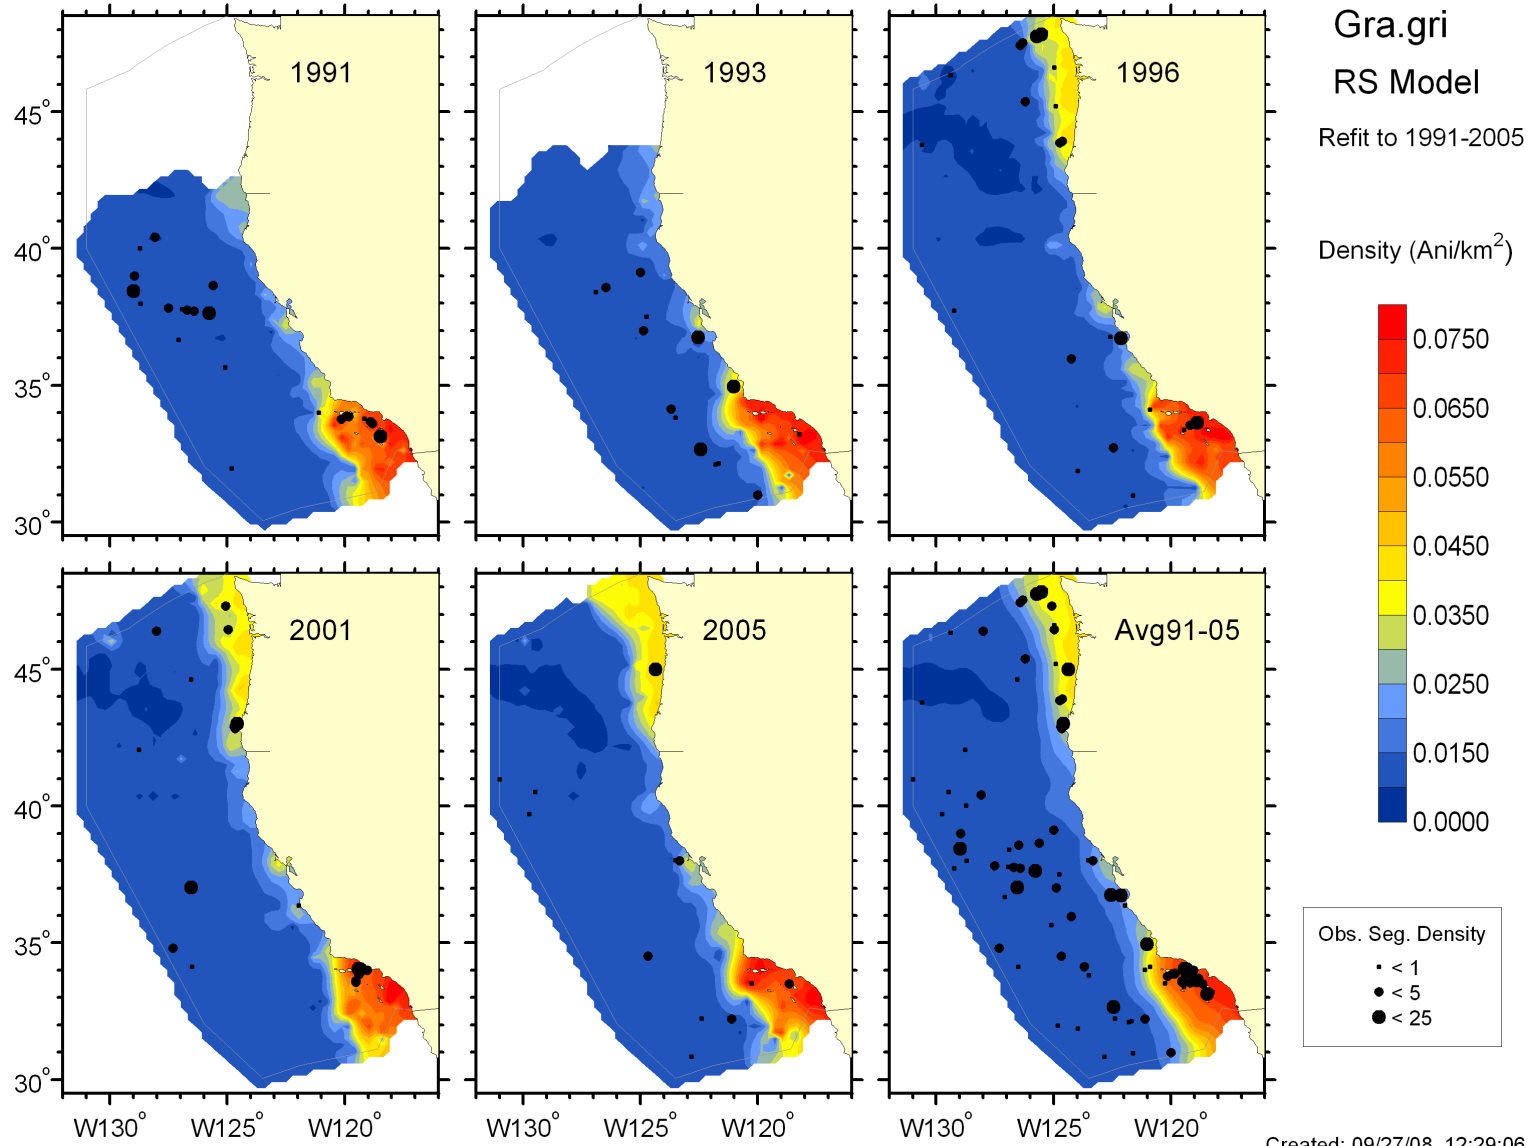 1991
1993
1996
Gra.gri
RS Model
Refit to 1991-2005
45°
40°
35°
30°
Density (Ani/km²)
0.0750
0.0650
0.0550
0.0450
0.0350
0.0250
0.0150
0.0000
2001
2005
Avg91-05
45°
40°
35°
30°
W130° W125° W120°
W130° W125° W120°
W130° W125° W120°
Obs. Seg. Density
< 1
< 5
< 25
Created: 09/27/08 12:29:06